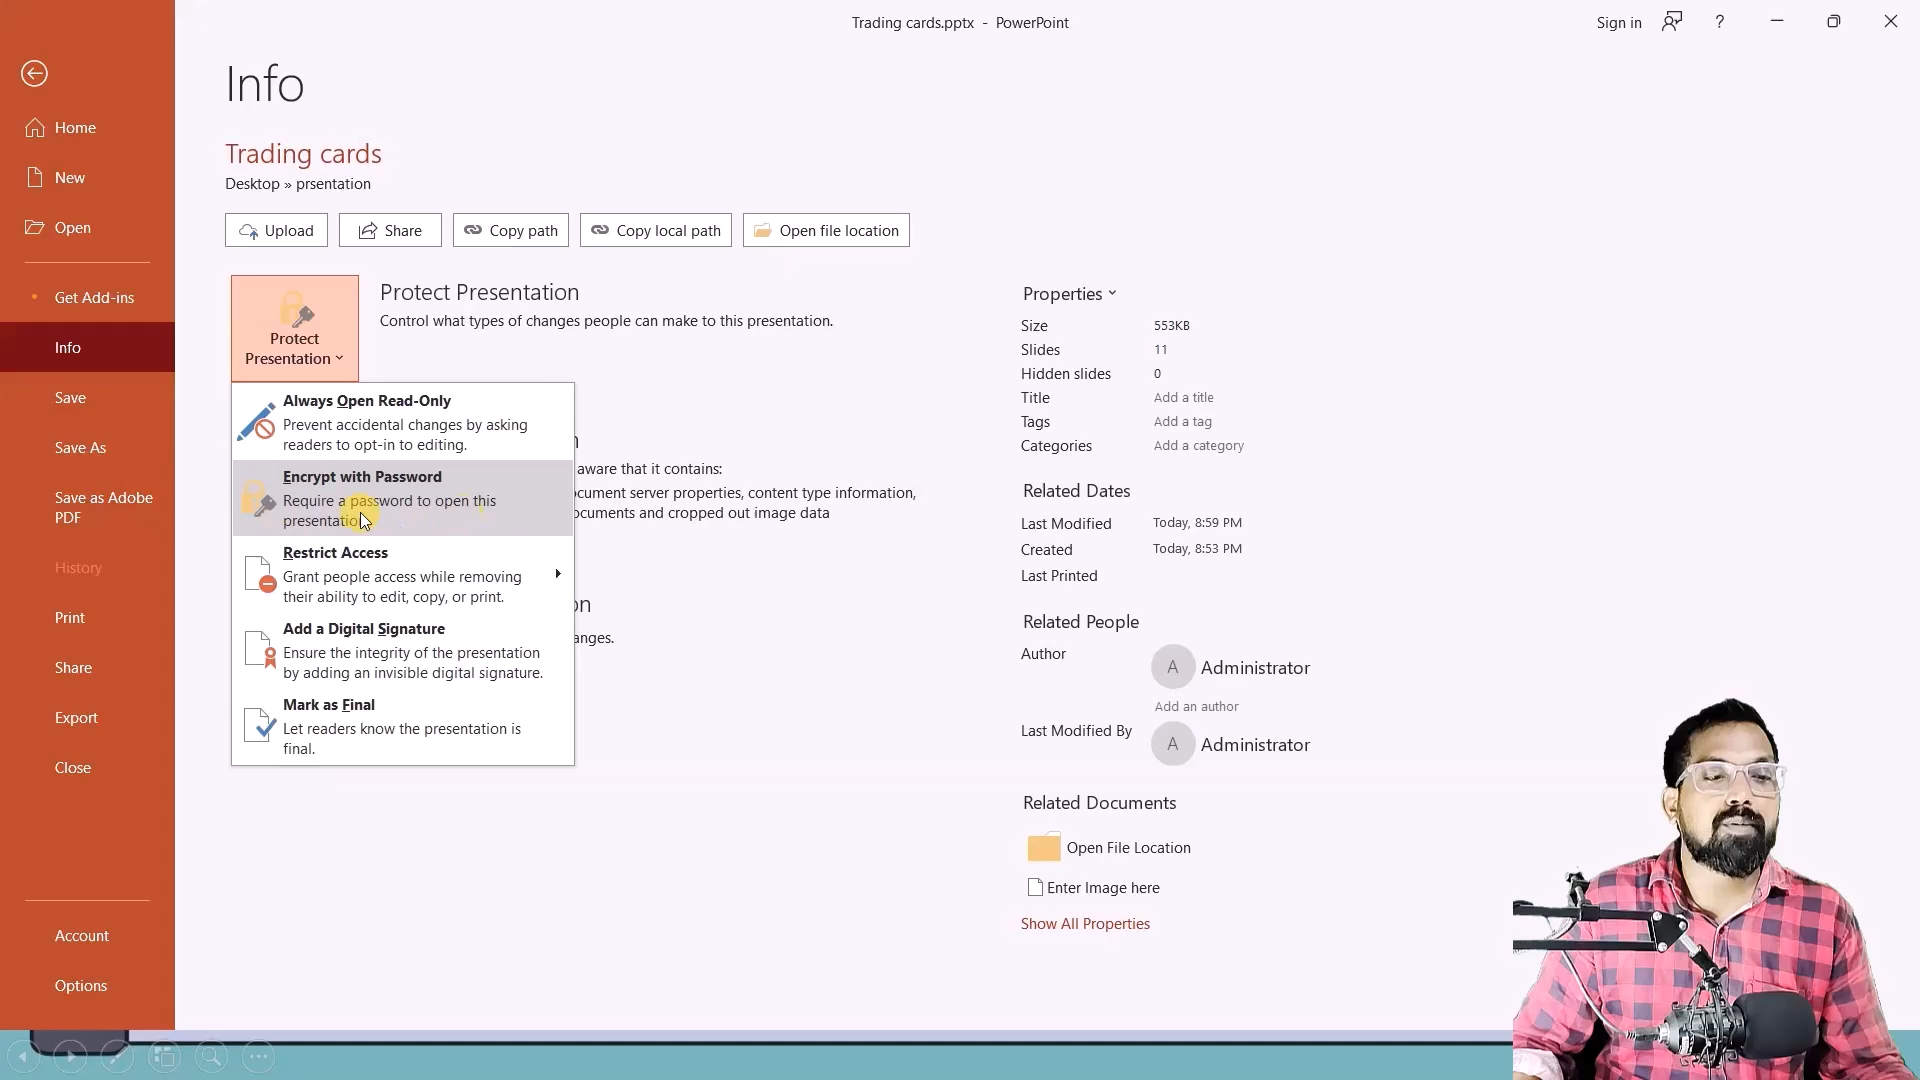 Trading cards.pptx - PowerPoint
Sign in
?
Info
Home
New
Open
Get Add-ins
Info
Save
Save As
Save as Adobe
PDF
History
Print
Share
Export
Close
Account
Options
Trading cards
Desktop » prsentation
Upload
Share
Copy path
Copy local path
Open file location
Protect
Presentation
Protect Presentation
Control what types of changes people can make to this presentation.
Always Open Read-Only
Prevent accidental changes by asking
readers to opt-in to editing.
Encrypt with Password
Require a password to open this
presentation
Restrict Access
Grant people access while removing
their ability to edit, copy, or print.
Add a Digital Signature
Ensure the integrity of the presentation
by adding an invisible digital signature.
Mark as Final
Let readers know the presentation is
final.
aware that it contains:
cument server properties, content type information,
ocuments and cropped out image data
on
anges.
Properties
Size 553KB
Slides 11
Hidden slides 0
Title Add a title
Tags Add a tag
Categories Add a category
Related Dates
Last Modified Today, 8:59 PM
Created Today, 8:53 PM
Last Printed
Related People
Author A Administrator
Add an author
Last Modified By A Administrator
Related Documents
Open File Location
Enter Image here
Show All Properties